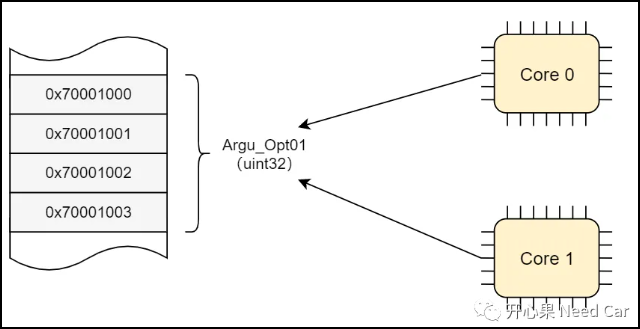 0x70001000
0x70001001
0x70001002
0x70001003
Argu_Opt01
（uint32）
Core 0
Core 1
开心果 Need Car